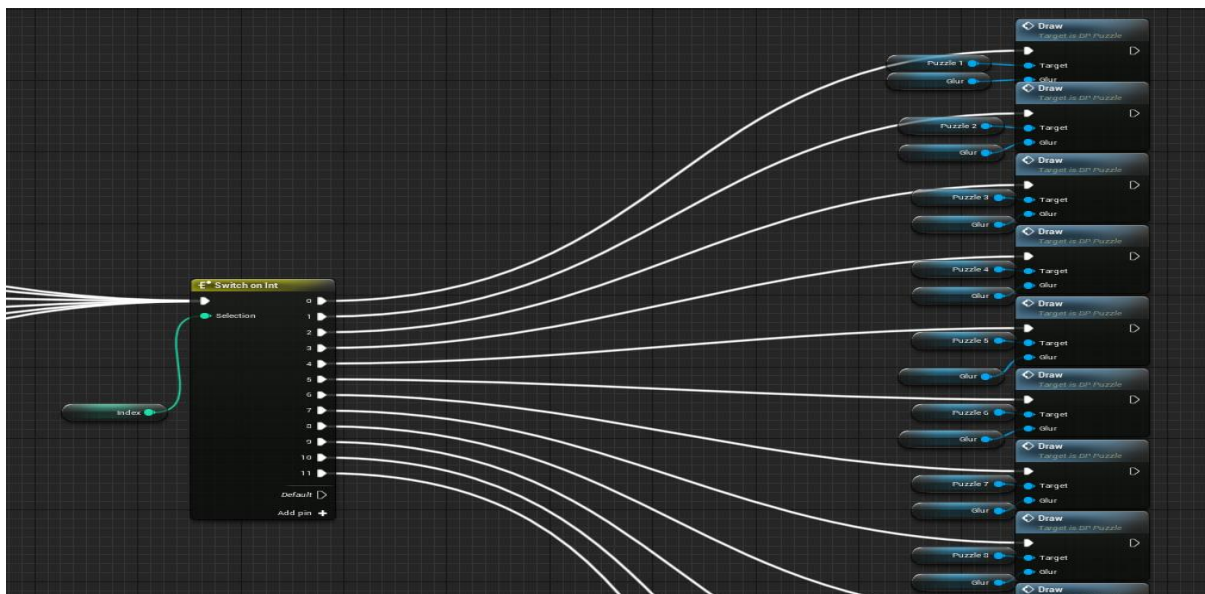 Draw
Target is BP Puzzle
Puzzle 1
Target
Glur
Glur
Draw
Target is BP Puzzle
Puzzle 2
Target
Glur
Glur
Draw
Target is BP Puzzle
Puzzle 3
Target
Glur
Glur
Draw
Target is BP Puzzle
Puzzle 4
Target
Glur
Glur
Draw
Target is BP Puzzle
Puzzle 5
Target
Glur
Glur
Draw
Target is BP Puzzle
Puzzle 6
Target
Glur
Glur
Draw
Target is BP Puzzle
Puzzle 7
Target
Glur
Glur
Draw
Target is BP Puzzle
Puzzle 8
Target
Glur
Glur
Draw
Switch on Int
0
Selection
1
2
3
4
5
6
Index
7
8
9
10
11
Default
Add pin +